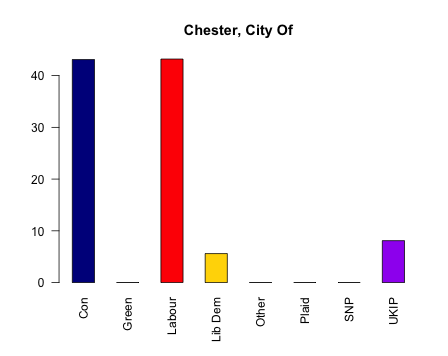 Chester, City Of
40
30
20
10
0
Con
Green
Labour
Lib Dem
Other
Plaid
SNP
UKIP